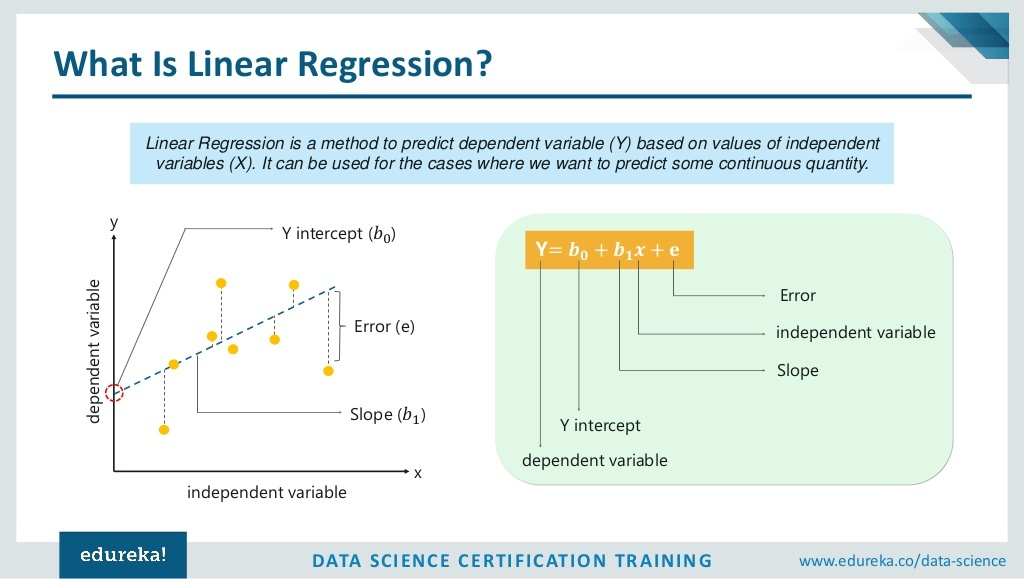 What Is Linear Regression?
Linear Regression is a method to predict dependent variable (Y) based on values of independent
variables (X). It can be used for the cases where we want to predict some continuous quantity.
y
Y intercept (b₀)
dependent variable
Error (e)
Slope (b₁)
x
independent variable
Y= b₀ + b₁x + e
Error
independent variable
Slope
Y intercept
dependent variable
edureka!
DATA SCIENCE CERTIFICATION TRAINING
www.edureka.co/data-science